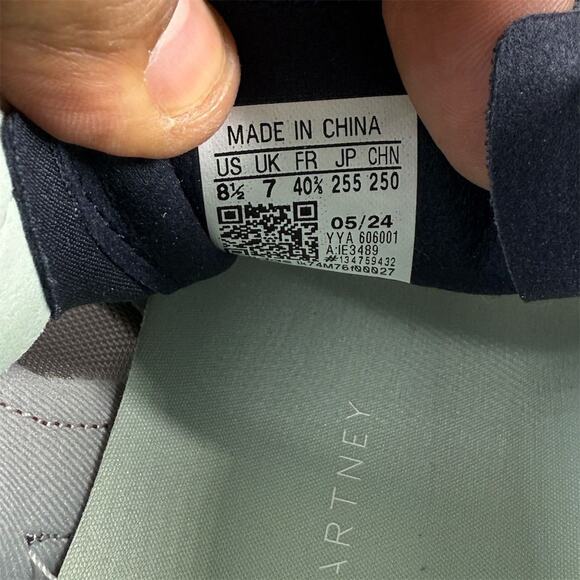 MADE IN CHINA
US UK FR JP CHN
8½ 7 40⅔ 255 250
05/24
YYA 606001
A:IE3489
#134759432
ARTNEY